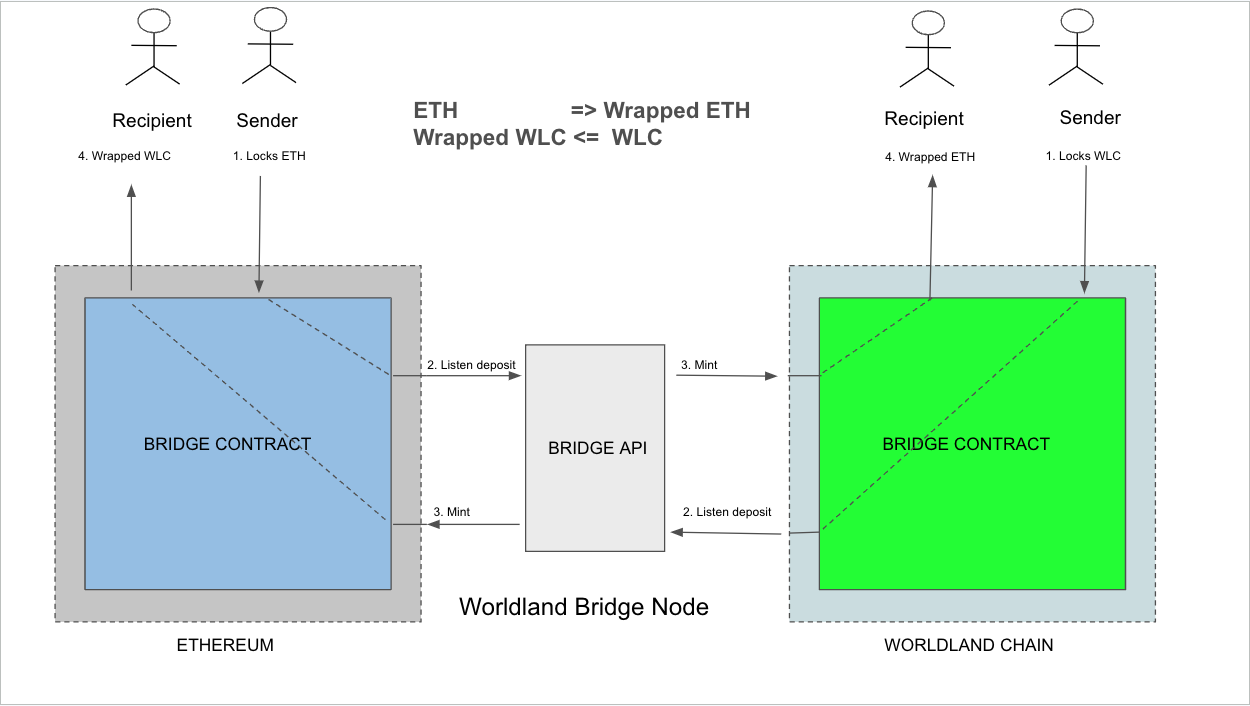 Recipient
Sender
4. Wrapped WLC
1. Locks ETH
ETH => Wrapped ETH
Wrapped WLC <= WLC
Recipient
Sender
4. Wrapped ETH
1. Locks WLC
2. Listen deposit
3. Mint
BRIDGE CONTRACT
BRIDGE API
BRIDGE CONTRACT
3. Mint
2. Listen deposit
Worldland Bridge Node
ETHEREUM
WORLDLAND CHAIN